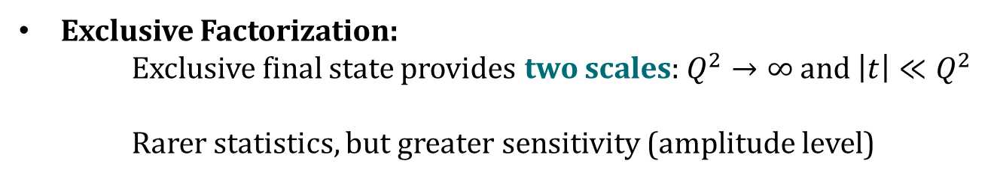 • Exclusive Factorization:
Exclusive final state provides two scales: 𝑄² → ∞ and |𝑡| ≪ 𝑄²
Rarer statistics, but greater sensitivity (amplitude level)